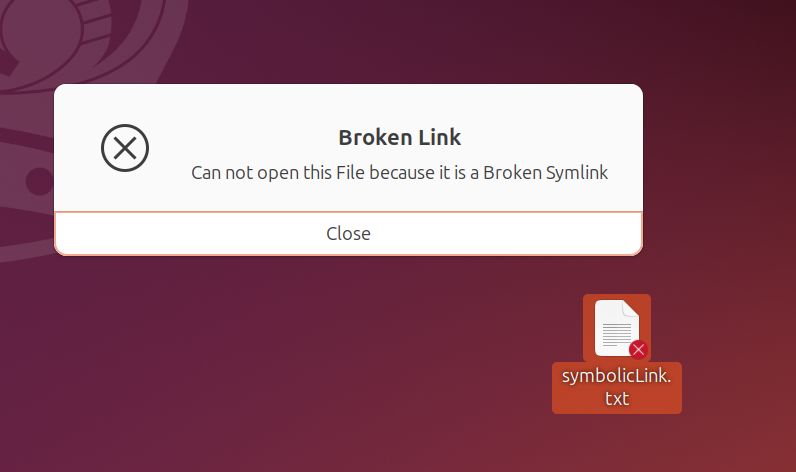 Broken Link
Can not open this File because it is a Broken Symlink
Close
symbolicLink.
txt